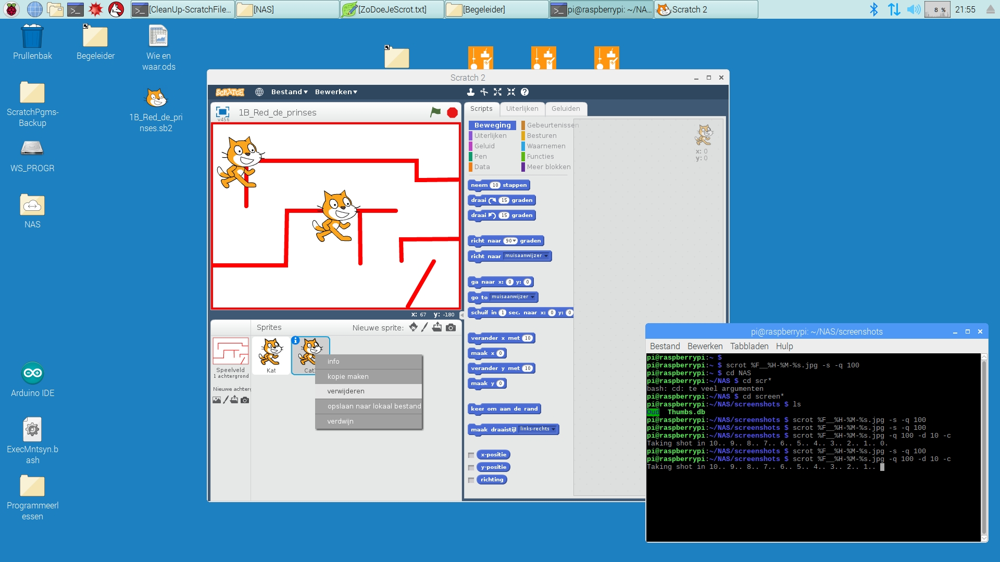 [CleanUp-ScratchFile...
[NAS]
[ZoDoeJeScrot.txt]
[Begeleider]
pi@raspberrypi: ~/NA...
Scratch 2
8 %
21:55
Prullenbak
Begeleider
Wie en
waar.ods
ScratchPgms-
Backup
1B_Red_de_pri
nses.sb2
WS_PROGR
NAS
Arduino IDE
ExecMntsyn.b
ash
Programmeerl
essen
Scratch 2
SCRATCH
Bestand
Bewerken
v456
1B_Red_de_prinses
x: 67 y: -180
Sprites
Nieuwe sprite:
Speelveld
1 achtergrond
Nieuwe achterg
Kat
Cat
info
kopie maken
verwijderen
opslaan naar lokaal bestand
verdwijn
Scripts
Uiterlijken
Geluiden
Beweging
Gebeurtenissen
Uiterlijken
Besturen
Geluid
Waarnemen
Pen
Functies
Data
Meer blokken
x: 0
y: 0
neem 10 stappen
draai 15 graden
draai 15 graden
richt naar 90 graden
richt naar muisaanwijzer
ga naar x: 0 y: 0
go to muisaanwijzer
schuif in 1 sec. naar x: 0 y: 0
verander x met 10
maak x 0
verander y met 10
maak y 0
keer om aan de rand
maak draaistijl links-rechts
x-positie
y-positie
richting
pi@raspberrypi: ~/NAS/screenshots
Bestand Bewerken Tabbladen Hulp
pi@raspberrypi:~ $
pi@raspberrypi:~ $ scrot %F__%H-%M-%s.jpg -s -q 100
pi@raspberrypi:~ $ cd NAS
pi@raspberrypi:~/NAS $ cd scr*
bash: cd: te veel argumenten
pi@raspberrypi:~/NAS $ cd screen*
pi@raspberrypi:~/NAS/screenshots $ ls
Oud Thumbs.db
pi@raspberrypi:~/NAS/screenshots $ scrot %F__%H-%M-%s.jpg -s -q 100
pi@raspberrypi:~/NAS/screenshots $ scrot %F__%H-%M-%s.jpg -s -q 100
pi@raspberrypi:~/NAS/screenshots $ scrot %F__%H-%M-%s.jpg -q 100 -d 10 -c
Taking shot in 10.. 9.. 8.. 7.. 6.. 5.. 4.. 3.. 2.. 1.. 0.
pi@raspberrypi:~/NAS/screenshots $ scrot %F__%H-%M-%s.jpg -s -q 100
pi@raspberrypi:~/NAS/screenshots $ scrot %F__%H-%M-%s.jpg -q 100 -d 10 -c
Taking shot in 10.. 9.. 8.. 7.. 6.. 5.. 4.. 3.. 2.. 1..